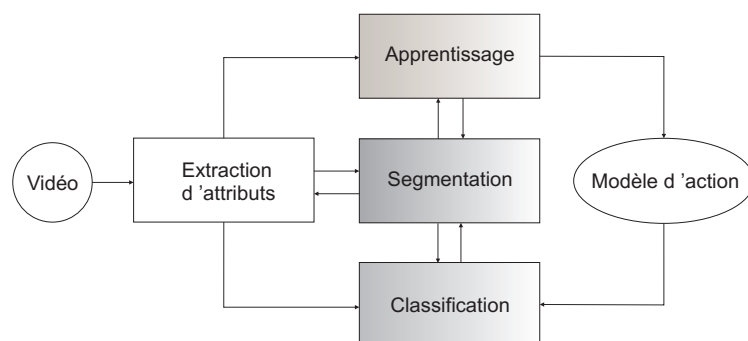 Apprentissage
Vidéo
Extraction
d 'attributs
Segmentation
Modèle d 'action
Classification